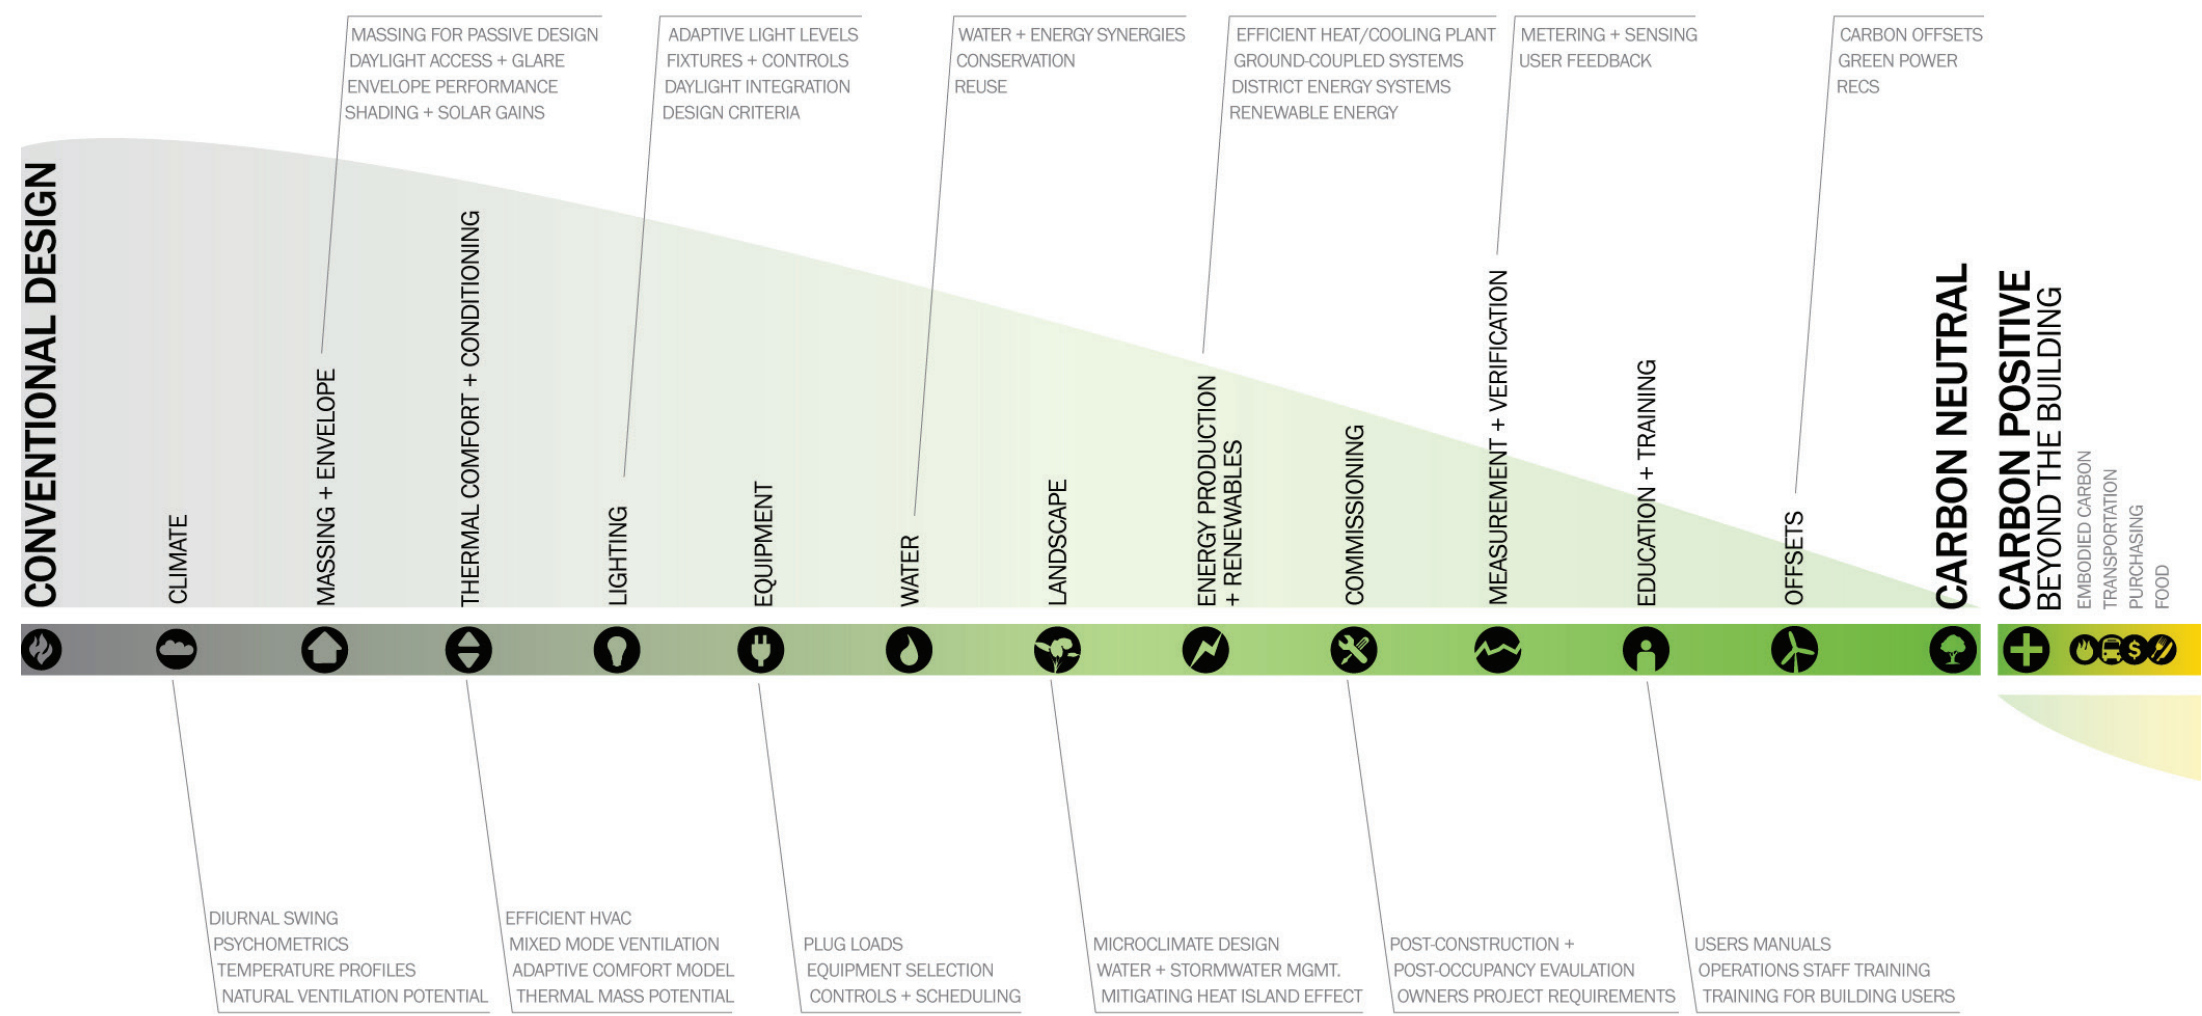 MASSING FOR PASSIVE DESIGN
DAYLIGHT ACCESS + GLARE
ENVELOPE PERFORMANCE
SHADING + SOLAR GAINS
ADAPTIVE LIGHT LEVELS
FIXTURES + CONTROLS
DAYLIGHT INTEGRATION
DESIGN CRITERIA
WATER + ENERGY SYNERGIES
CONSERVATION
REUSE
EFFICIENT HEAT/COOLING PLANT
GROUND-COUPLED SYSTEMS
DISTRICT ENERGY SYSTEMS
RENEWABLE ENERGY
METERING + SENSING
USER FEEDBACK
CARBON OFFSETS
GREEN POWER
RECS
CONVENTIONAL DESIGN
CLIMATE
MASSING + ENVELOPE
THERMAL COMFORT + CONDITIONING
LIGHTING
EQUIPMENT
WATER
LANDSCAPE
ENERGY PRODUCTION
+ RENEWABLES
COMMISSIONING
MEASUREMENT + VERIFICATION
EDUCATION + TRAINING
OFFSETS
CARBON NEUTRAL
CARBON POSITIVE
BEYOND THE BUILDING
EMBODIED CARBON
TRANSPORTATION
PURCHASING
FOOD
$
DIURNAL SWING
PSYCHOMETRICS
TEMPERATURE PROFILES
NATURAL VENTILATION POTENTIAL
EFFICIENT HVAC
MIXED MODE VENTILATION
ADAPTIVE COMFORT MODEL
THERMAL MASS POTENTIAL
PLUG LOADS
EQUIPMENT SELECTION
CONTROLS + SCHEDULING
MICROCLIMATE DESIGN
WATER + STORMWATER MGMT.
MITIGATING HEAT ISLAND EFFECT
POST-CONSTRUCTION +
POST-OCCUPANCY EVAULATION
OWNERS PROJECT REQUIREMENTS
USERS MANUALS
OPERATIONS STAFF TRAINING
TRAINING FOR BUILDING USERS